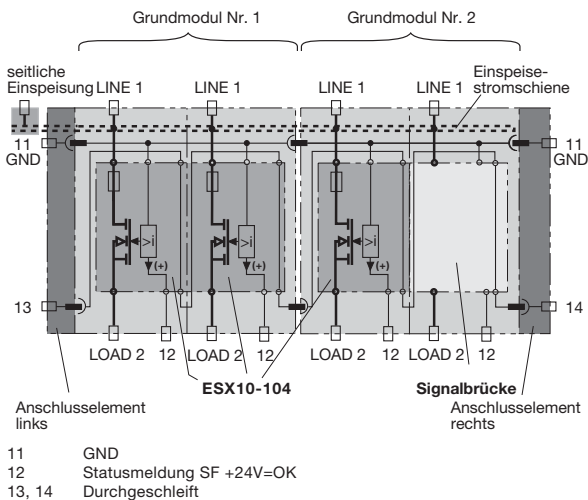 Grundmodul Nr. 1 Grundmodul Nr. 2
seitliche
Einspeisung
LINE 1 LINE 1 LINE 1 LINE 1
Einspeise-
stromschiene
11
GND
11
GND
>i >i >i
(+) (+) (+)
13 14
LOAD 2 12 LOAD 2 12 LOAD 2 12 LOAD 2 12
ESX10-104
Signalbrücke
Anschlusselement
links
Anschlusselement
rechts
11 GND
12 Statusmeldung SF +24V=OK
13, 14 Durchgeschleift